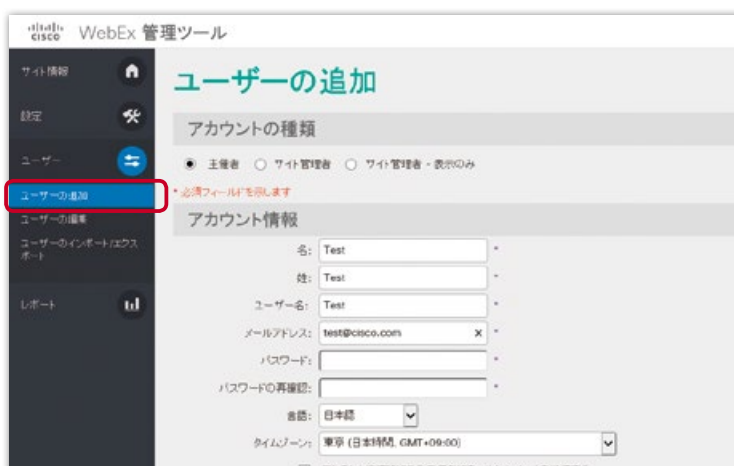 CISCO WebEx 管理ツール
サイト情報
設定
ユーザー
ユーザーの追加
ユーザーの編集
ユーザーのインポート/エクス
ポート
レポート
ユーザーの追加
アカウントの種類
主催者 サイト管理者 サイト管理者 - 表示のみ
* 必須フィールドを示します
アカウント情報
名: Test *
姓: Test *
ユーザー名: Test *
メールアドレス: test@cisco.com x *
パスワード: *
パスワードの再確認: *
言語: 日本語
タイムゾーン: 東京 (日本時間, GMT+09:00)